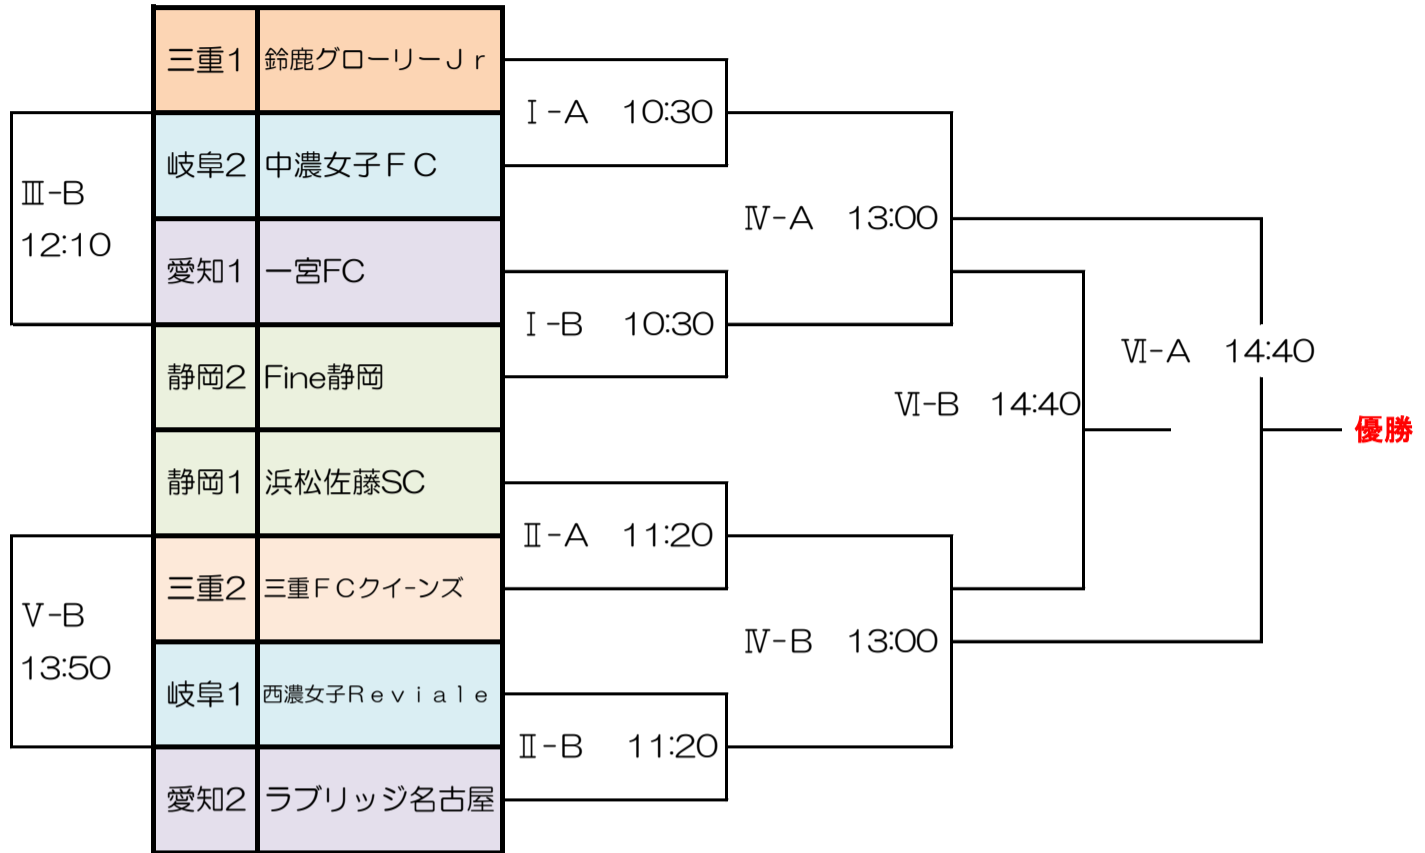 三重1 鈴鹿グローリーＪｒ
Ⅰ-A 10:30
岐阜2 中濃女子ＦＣ
Ⅲ-B
12:10
Ⅳ-A 13:00
愛知1 一宮FC
Ⅰ-B 10:30
静岡2 Fine静岡
Ⅵ-A 14:40
Ⅵ-B 14:40
優勝
静岡1 浜松佐藤SC
Ⅱ-A 11:20
三重2 三重ＦＣクイ-ンズ
Ⅴ-B
13:50
Ⅳ-B 13:00
岐阜1 西濃女子Ｒｅｖｉａｌｅ
Ⅱ-B 11:20
愛知2 ラブリッジ名古屋